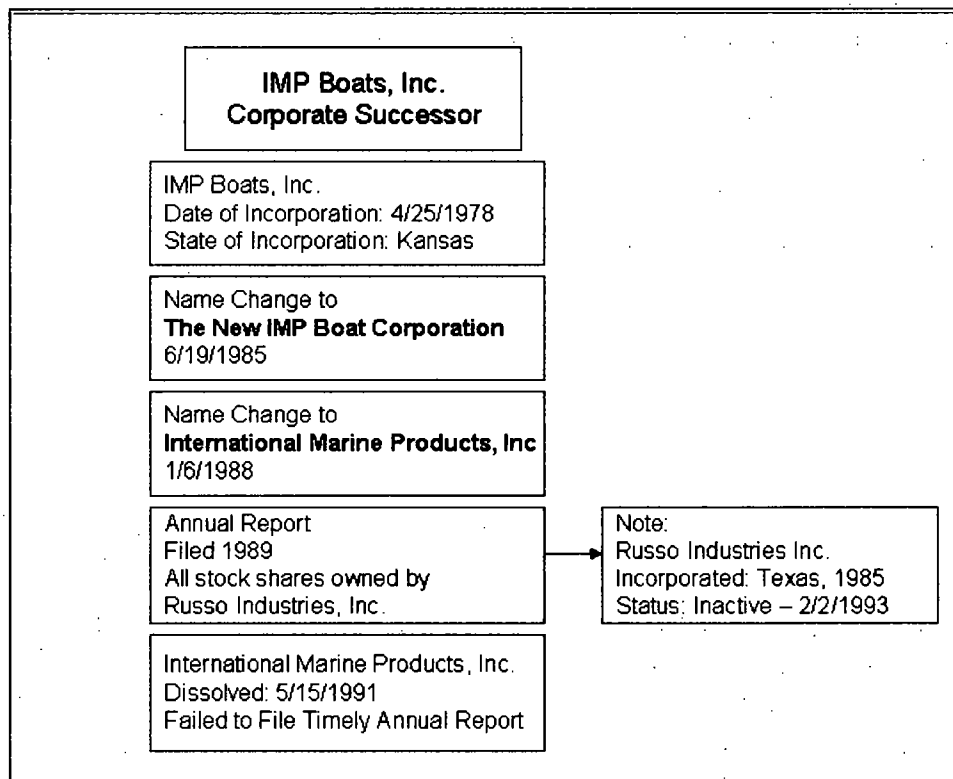 IMP Boats, Inc.
Corporate Successor
IMP Boats, Inc.
Date of Incorporation: 4/25/1978
State of Incorporation: Kansas
Name Change to
The New IMP Boat Corporation
6/19/1985
Name Change to
International Marine Products, Inc
1/6/1988
Annual Report
Filed 1989
All stock shares owned by
Russo Industries, Inc.
Note:
Russo Industries Inc.
Incorporated: Texas, 1985
Status: Inactive – 2/2/1993
International Marine Products, Inc.
Dissolved: 5/15/1991
Failed to File Timely Annual Report